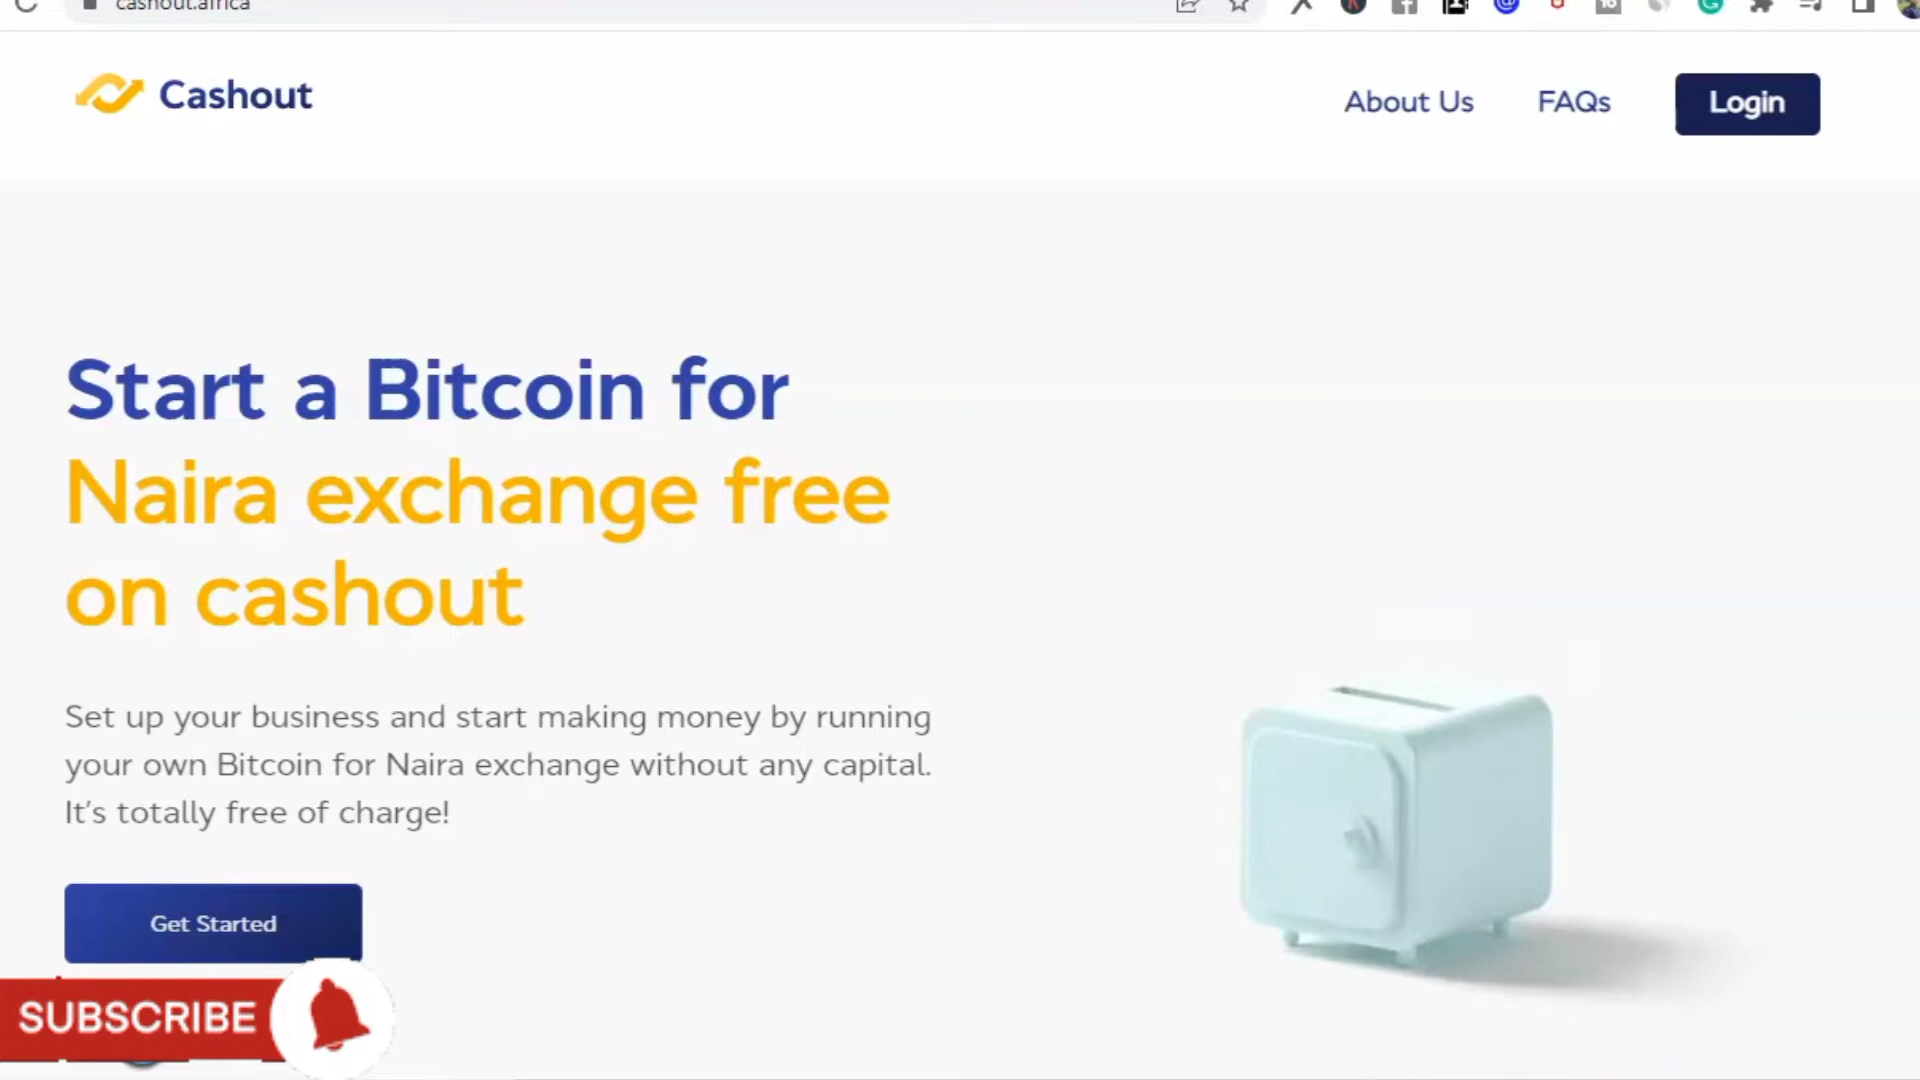 cashout.africa
Cashout
About Us
FAQs
Login
Start a Bitcoin for
Naira exchange free
on cashout
Set up your business and start making money by running
your own Bitcoin for Naira exchange without any capital.
It's totally free of charge!
Get Started
SUBSCRIBE